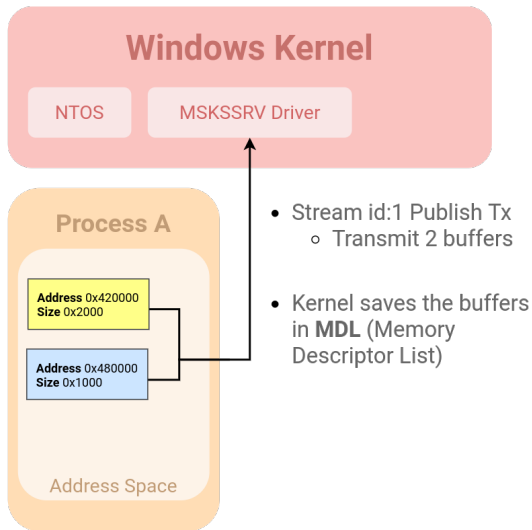 Windows Kernel
NTOS
MSKSSRV Driver
Process A
Address 0x420000
Size 0x2000
Address 0x480000
Size 0x1000
Address Space
• Stream id:1 Publish Tx
○ Transmit 2 buffers
• Kernel saves the buffers
in MDL (Memory
Descriptor List)